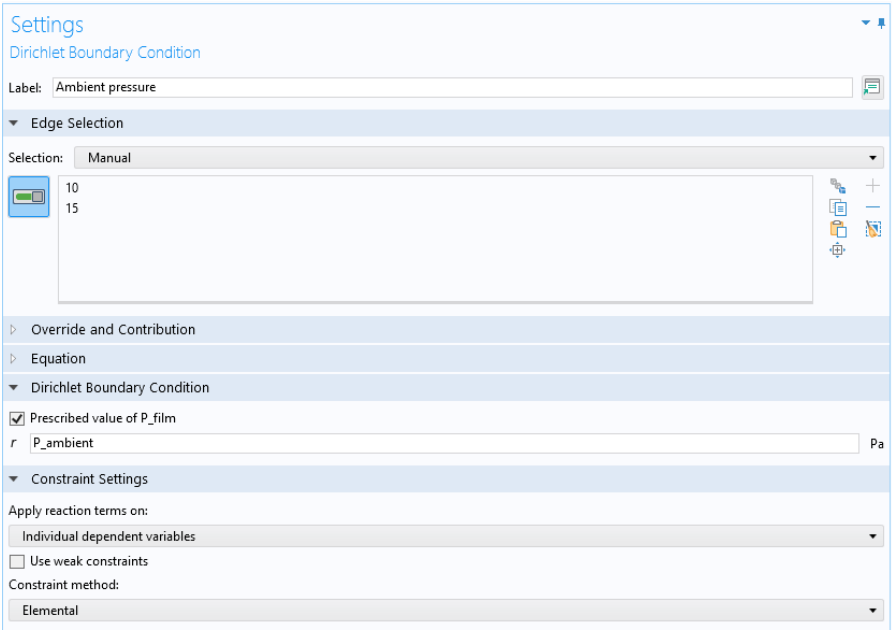 Settings
Dirichlet Boundary Condition
Label: Ambient pressure
Edge Selection
Selection: Manual
10
15
Override and Contribution
Equation
Dirichlet Boundary Condition
Prescribed value of P_film
r P_ambient Pa
Constraint Settings
Apply reaction terms on:
Individual dependent variables
Use weak constraints
Constraint method:
Elemental